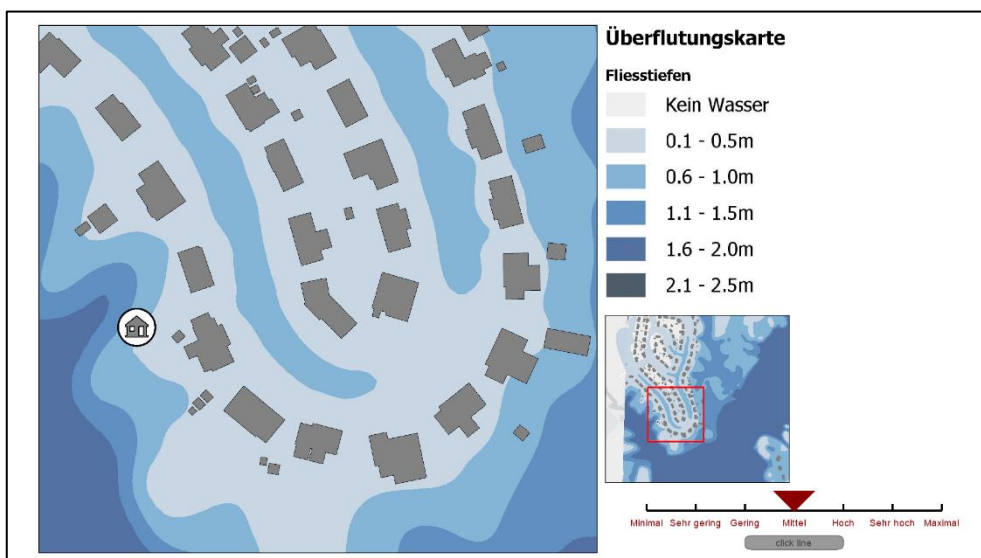 Überflutungskarte
Fliesstiefen
Kein Wasser
0.1 - 0.5m
0.6 - 1.0m
1.1 - 1.5m
1.6 - 2.0m
2.1 - 2.5m
Minimal Sehr gering Gering Mittel Hoch Sehr hoch Maximal
click line